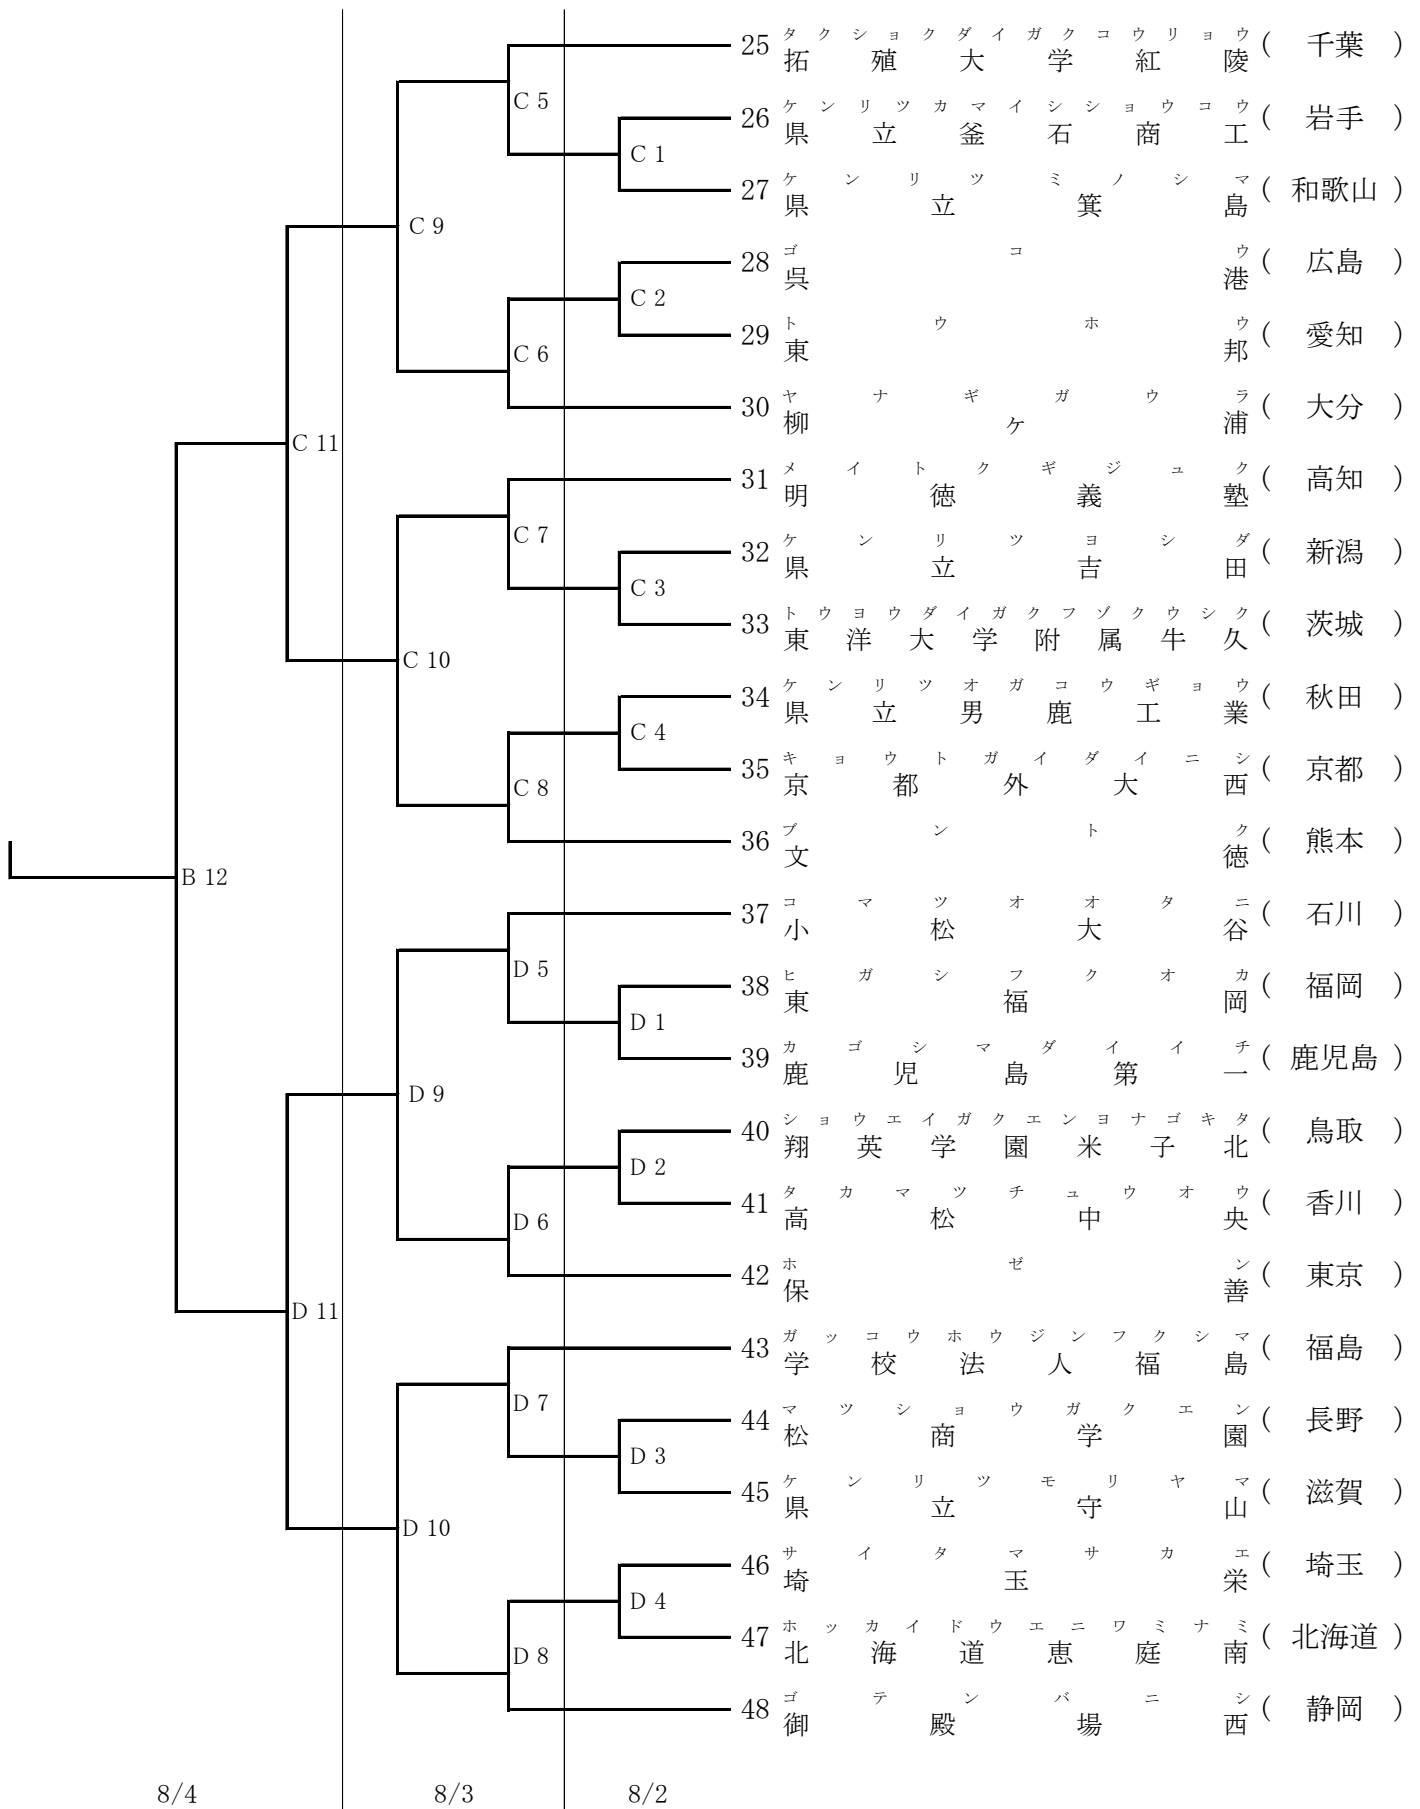 タクショクダイガクコウリョウ
25 拓殖大学紅陵 ( 千葉 )
C 5
ケンリツカマイシショウコウ
26 県立釜石商工 ( 岩手 )
C 1
ケンリツミノシマ
27 県立箕島 ( 和歌山 )
C 9
ゴコウ
28 呉港 ( 広島 )
C 2
トウホウ
29 東邦 ( 愛知 )
C 6
ヤナギガウラ
30 柳ケ浦 ( 大分 )
C 11
メイトクギジュク
31 明徳義塾 ( 高知 )
C 7
ケンリツヨシダ
32 県立吉田 ( 新潟 )
C 3
トウヨウダイガクフゾクウシク
33 東洋大学附属牛久 ( 茨城 )
C 10
ケンリツオガコウギョウ
34 県立男鹿工業 ( 秋田 )
C 4
キョウトガイダイニシ
35 京都外大西 ( 京都 )
C 8
ブントク
36 文徳 ( 熊本 )
B 12
コマツオオタニ
37 小松大谷 ( 石川 )
D 5
ヒガシフクオカ
38 東福岡 ( 福岡 )
D 1
カゴシマダイイチ
39 鹿児島第一 ( 鹿児島 )
D 9
ショウエイガクエンヨナゴキタ
40 翔英学園米子北 ( 鳥取 )
D 2
タカマツチュウオウ
41 高松中央 ( 香川 )
D 6
ホゼン
42 保善 ( 東京 )
D 11
ガッコウホウジンフクシマ
43 学校法人福島 ( 福島 )
D 7
マツショウガクエン
44 松商学園 ( 長野 )
D 3
ケンリツモリヤマ
45 県立守山 ( 滋賀 )
D 10
サイタマサカエ
46 埼玉栄 ( 埼玉 )
D 4
ホッカイドウエニワミナミ
47 北海道恵庭南 ( 北海道 )
D 8
ゴテンバニシ
48 御殿場西 ( 静岡 )
8/4 8/3 8/2